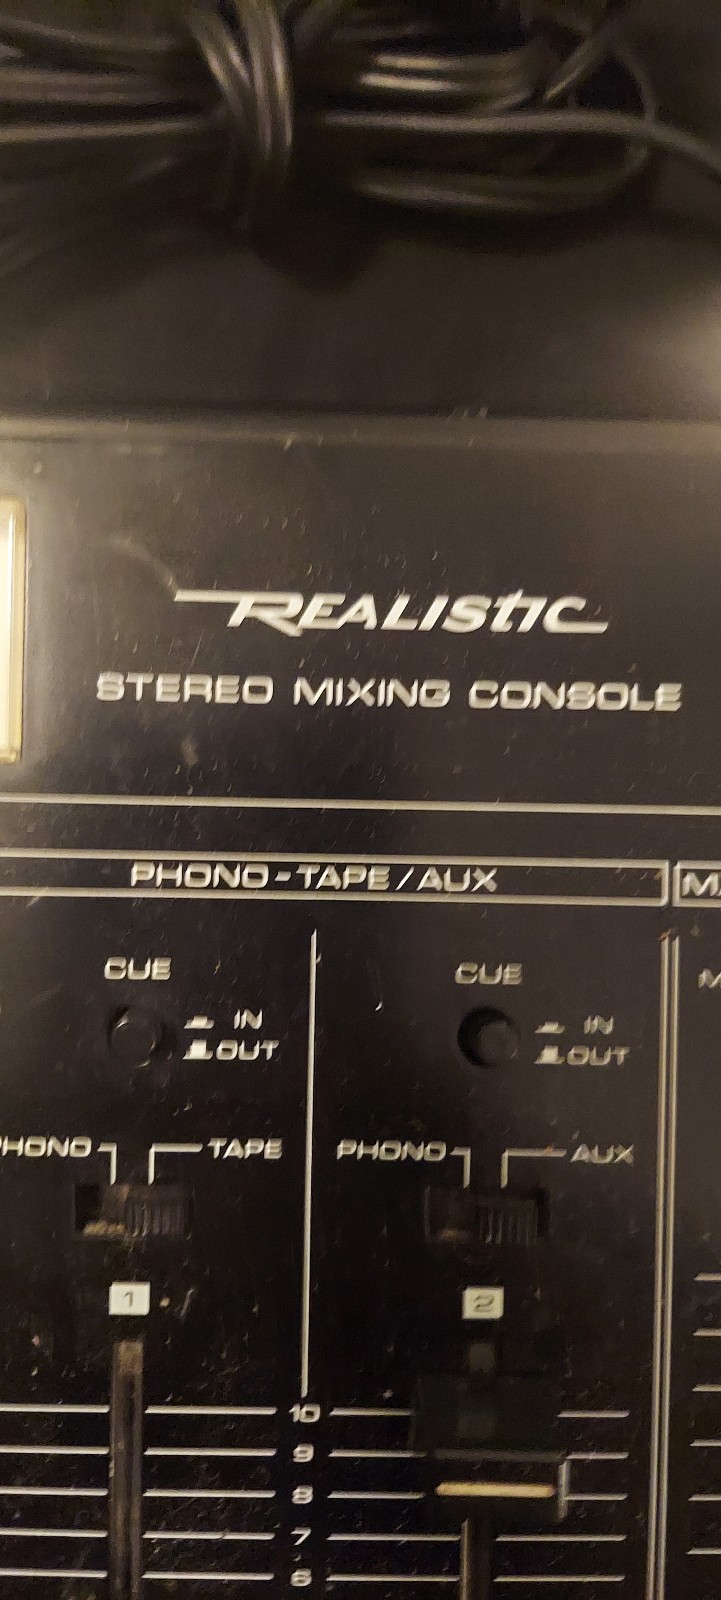 REALISTIC
STEREO MIXING CONSOLE
PHONO-TAPE/AUX
CUE
IN
OUT
CUE
IN
OUT
PHONO TAPE
PHONO AUX
1
2
10
9
8
7
6